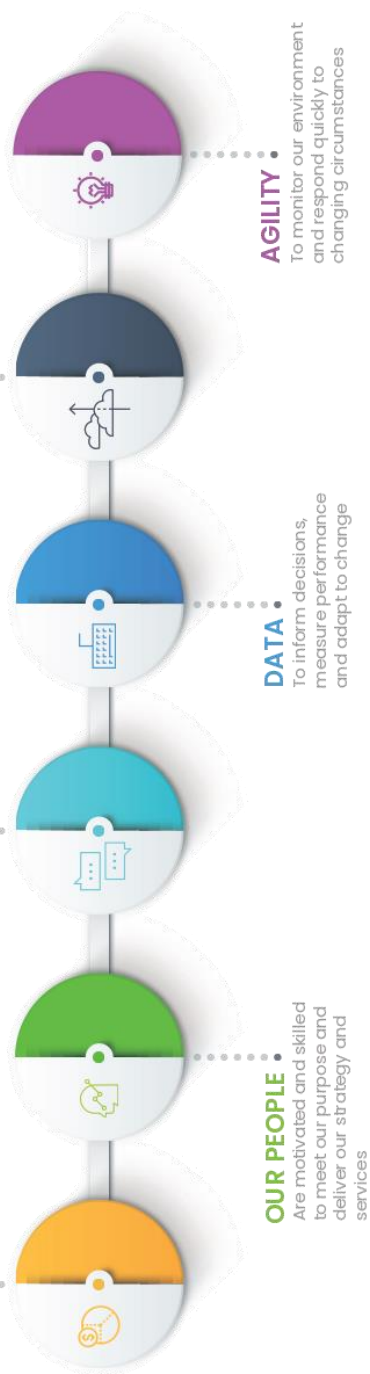 OUR PEOPLE
Are motivated and skilled
to meet our purpose and
deliver our strategy and
services
DATA
To inform decisions,
measure performance
and adapt to change
AGILITY
To monitor our environment
and respond quickly to
changing circumstances